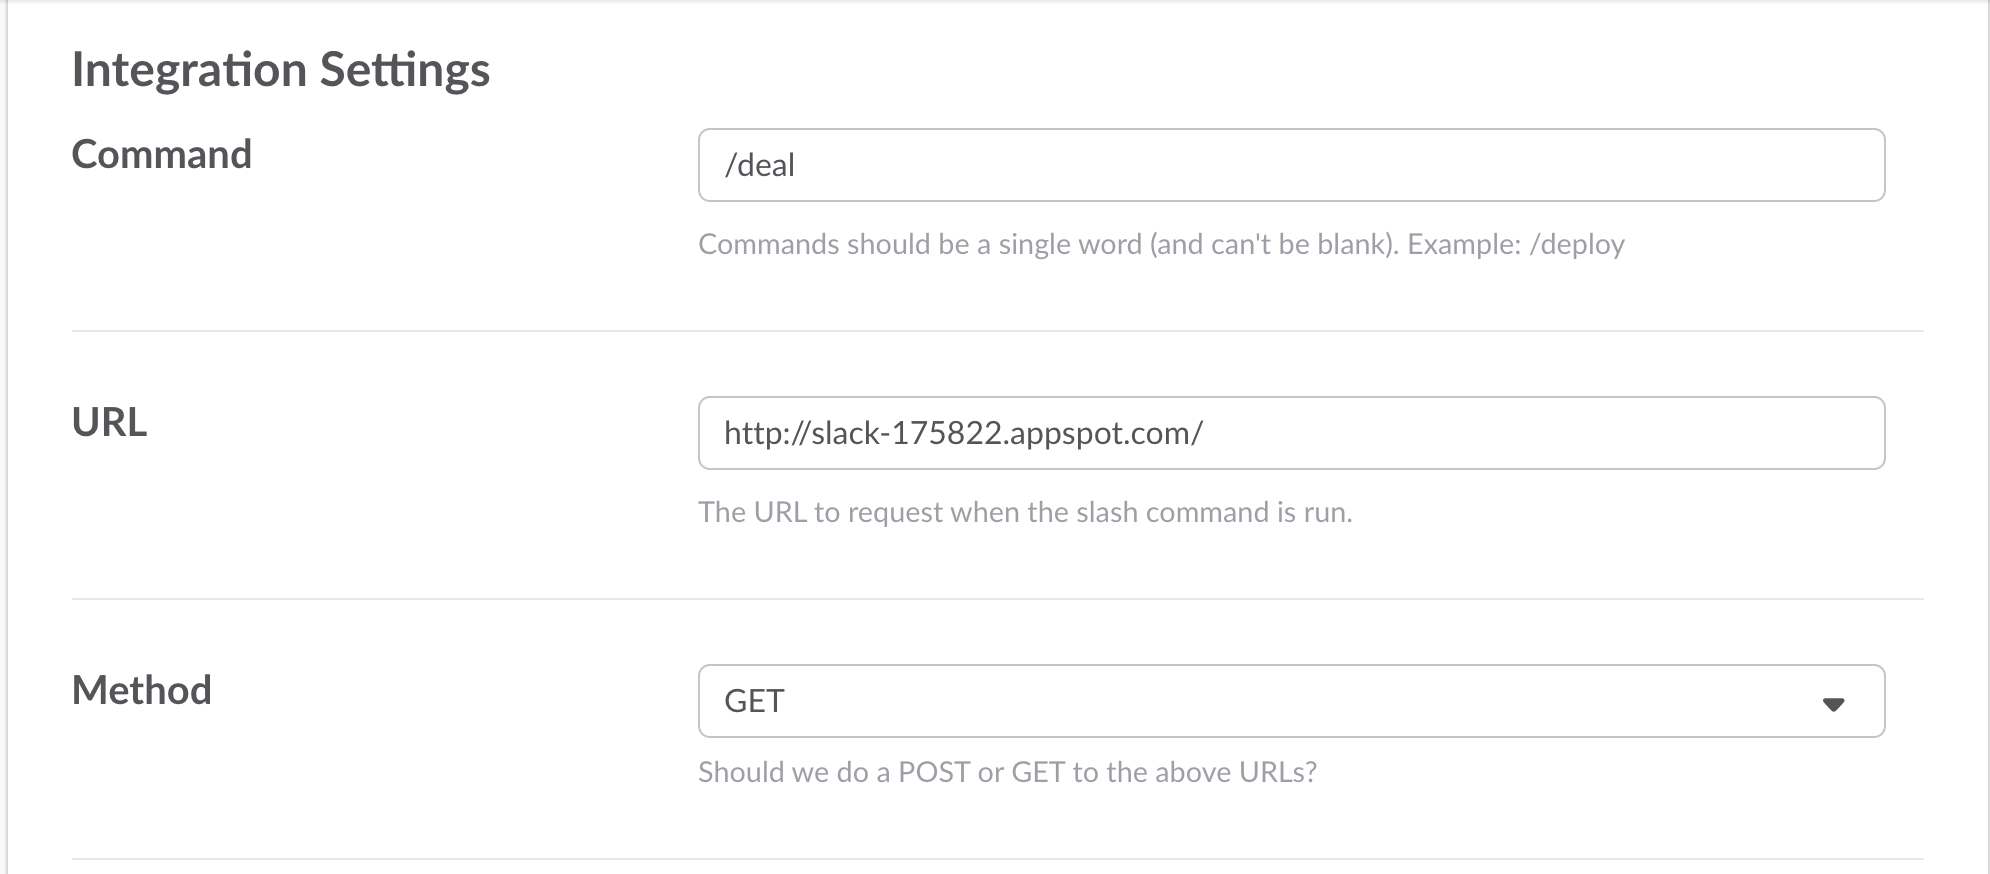 Integration Settings
Command
/deal
Commands should be a single word (and can't be blank). Example: /deploy
URL
http://slack-175822.appspot.com/
The URL to request when the slash command is run.
Method
GET
Should we do a POST or GET to the above URLs?